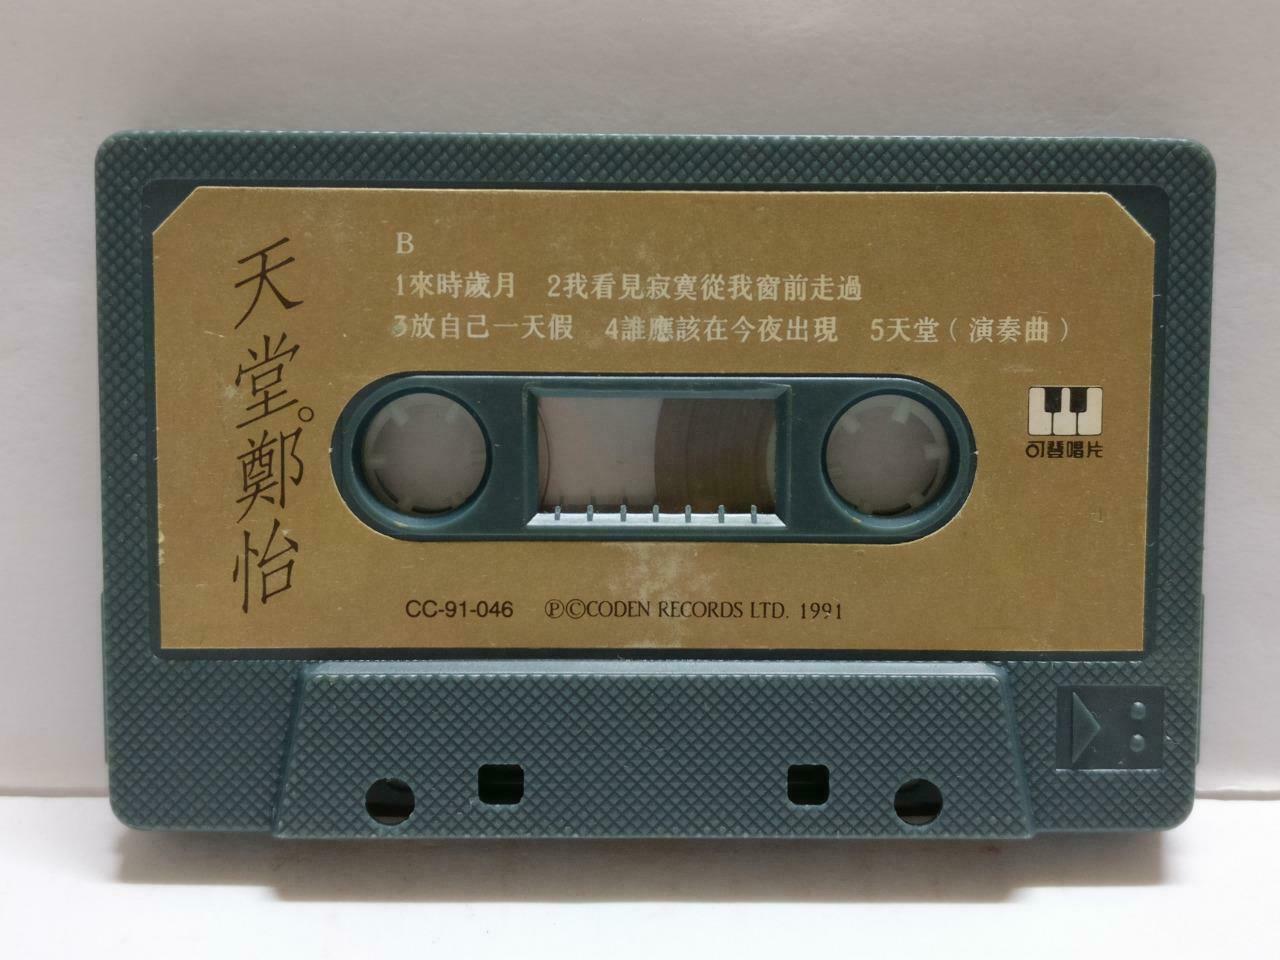 天堂。鄭怡
B
1來時歲月 2我看見寂寞從我窗前走過
3放自己一天假 4誰應該在今夜出現 5天堂（演奏曲）
可登唱片
CC-91-046 ⓅⒸCODEN RECORDS LTD. 1991